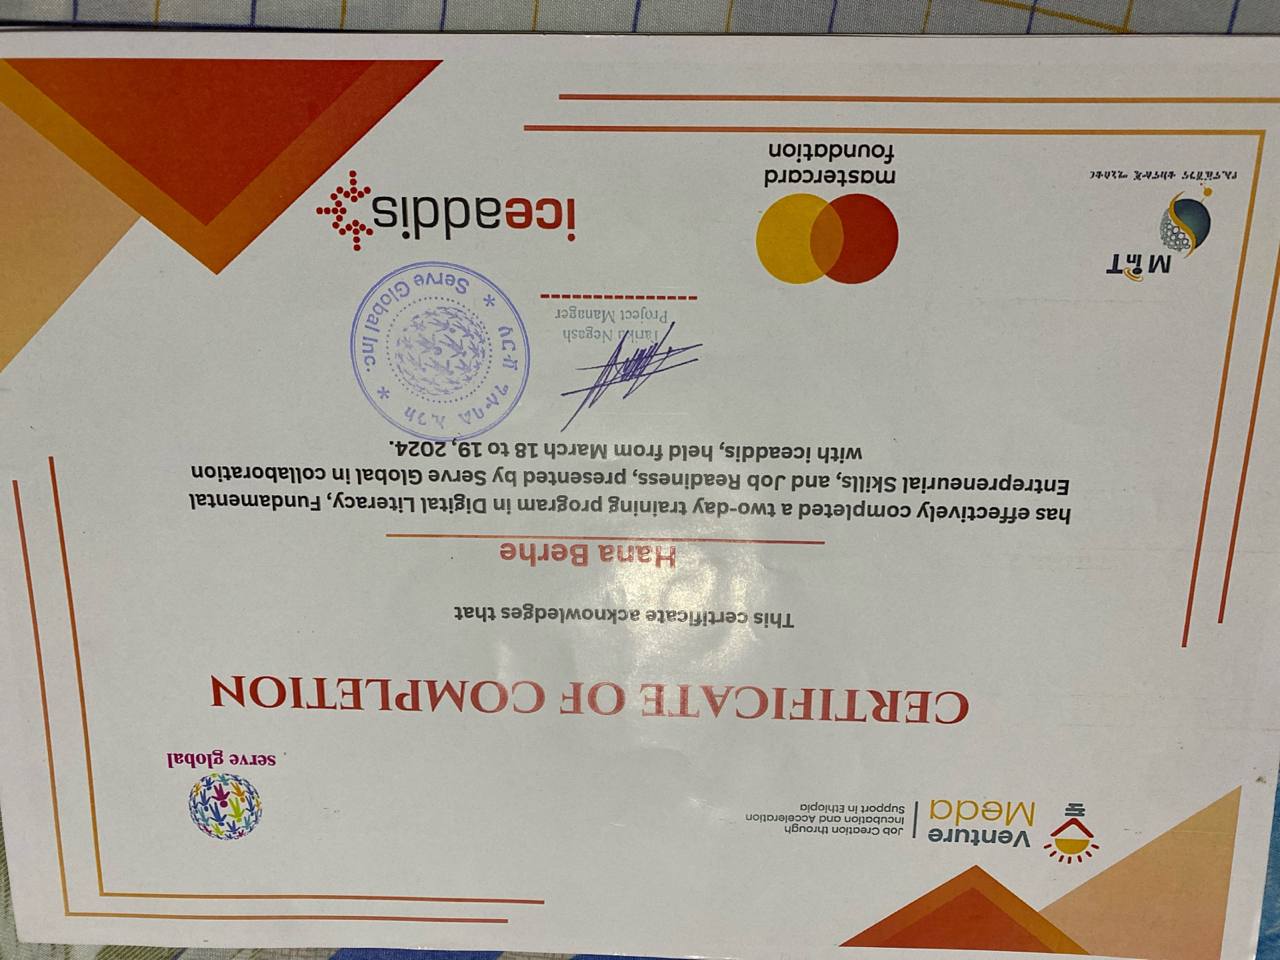 Venture
Meda
Job Creation through
Incubation and Acceleration
Support in Ethiopia
serve global
CERTIFICATE OF COMPLETION
This certificate acknowledges that
Hana Berhe
has effectively completed a two-day training program in Digital Literacy, Fundamental
Entrepreneurial Skills, and Job Readiness, presented by Serve Global in collaboration
with iceaddis, held from March 18 to 19, 2024.
Tariku Negash
Project Manager
ሰርቭ ግሎባል ኢንክ
Serve Global Inc.
MinT
የኢኖቬሽንና ቴክኖሎጂ ሚኒስቴር
mastercard
foundation
iceaddis